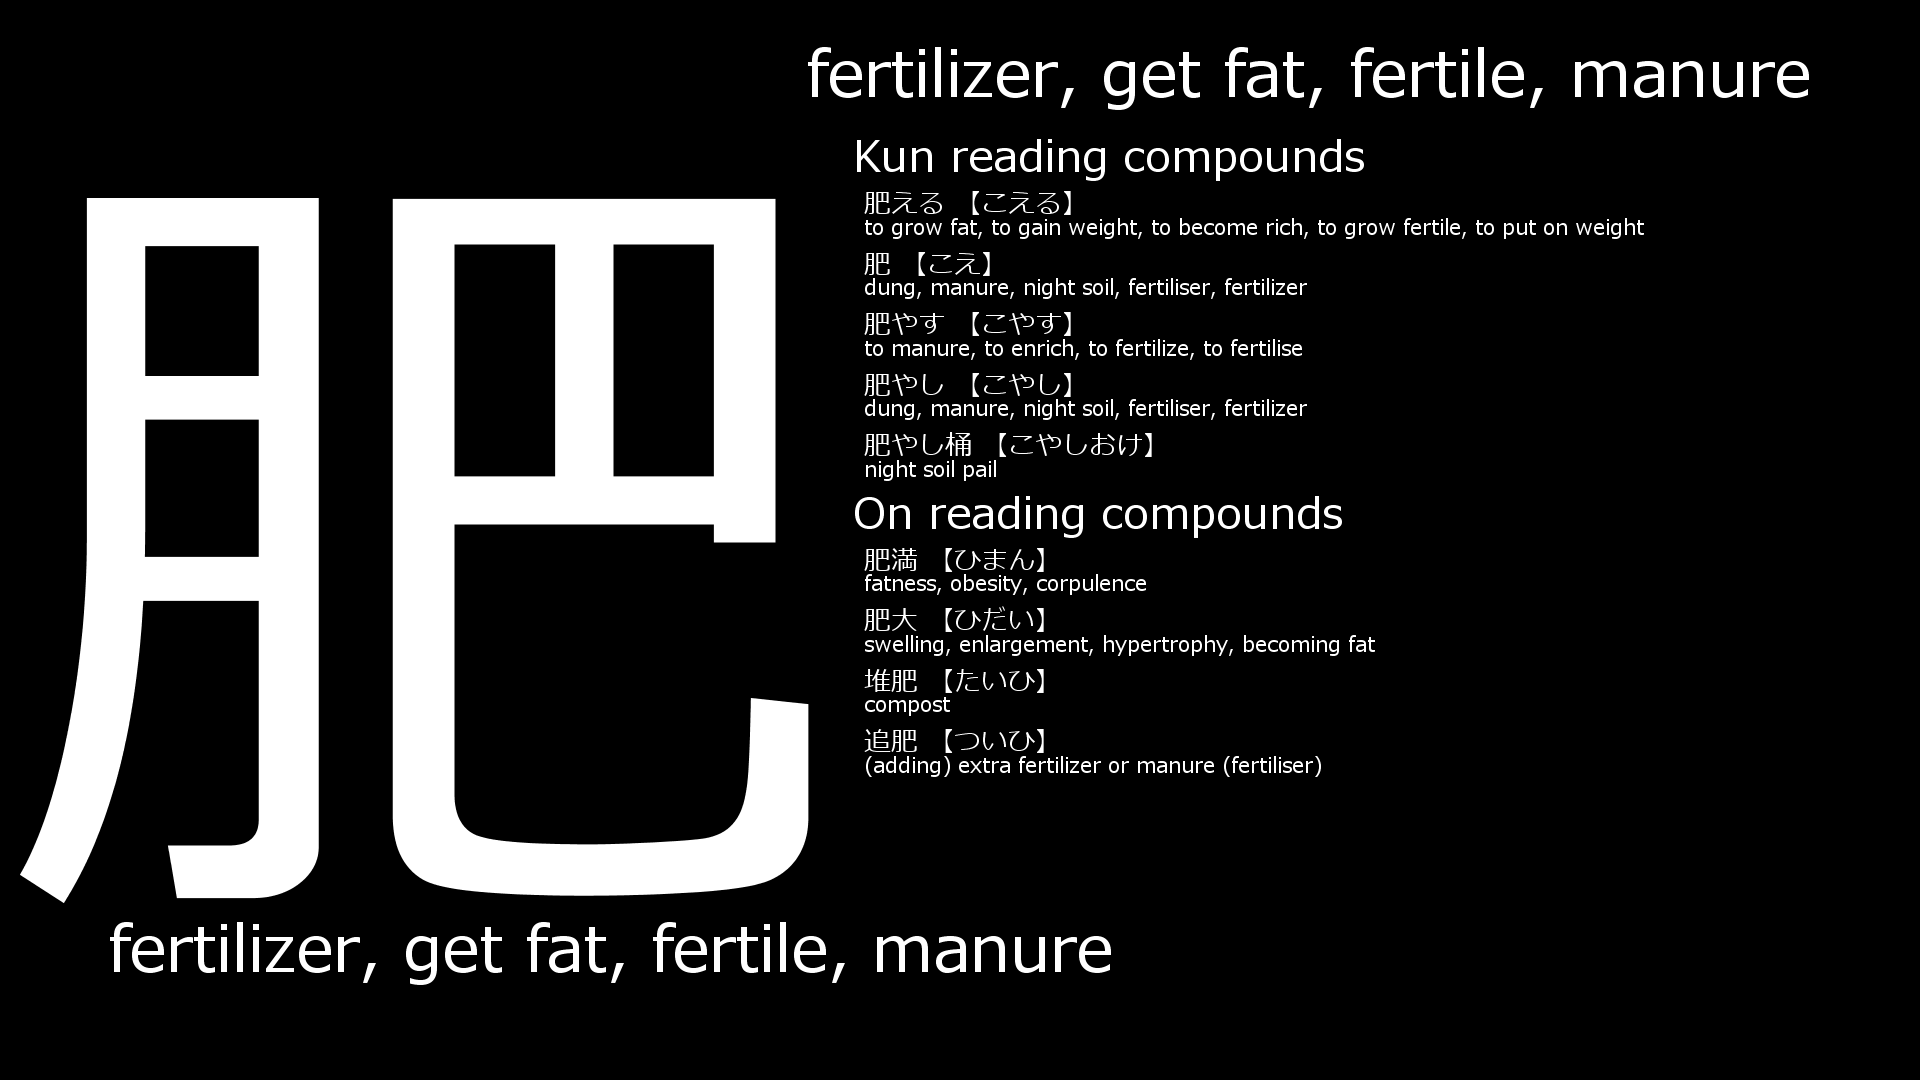 fertilizer, get fat, fertile, manure
肥
Kun reading compounds
肥える 【こえる】
to grow fat, to gain weight, to become rich, to grow fertile, to put on weight
肥 【こえ】
dung, manure, night soil, fertiliser, fertilizer
肥やす 【こやす】
to manure, to enrich, to fertilize, to fertilise
肥やし 【こやし】
dung, manure, night soil, fertiliser, fertilizer
肥やし桶 【こやしおけ】
night soil pail
On reading compounds
肥満 【ひまん】
fatness, obesity, corpulence
肥大 【ひだい】
swelling, enlargement, hypertrophy, becoming fat
堆肥 【たいひ】
compost
追肥 【ついひ】
(adding) extra fertilizer or manure (fertiliser)
fertilizer, get fat, fertile, manure